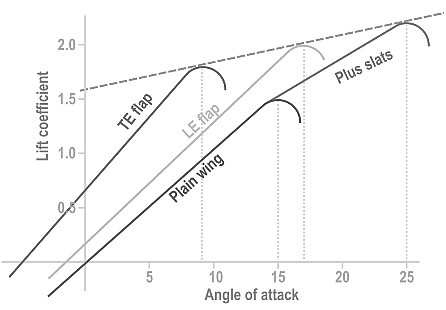 2.0
Plus slats
1.5
TE flap
LE flap
Lift coefficient
1.0
Plain wing
0.5
5
10
15
20
25
Angle of attack